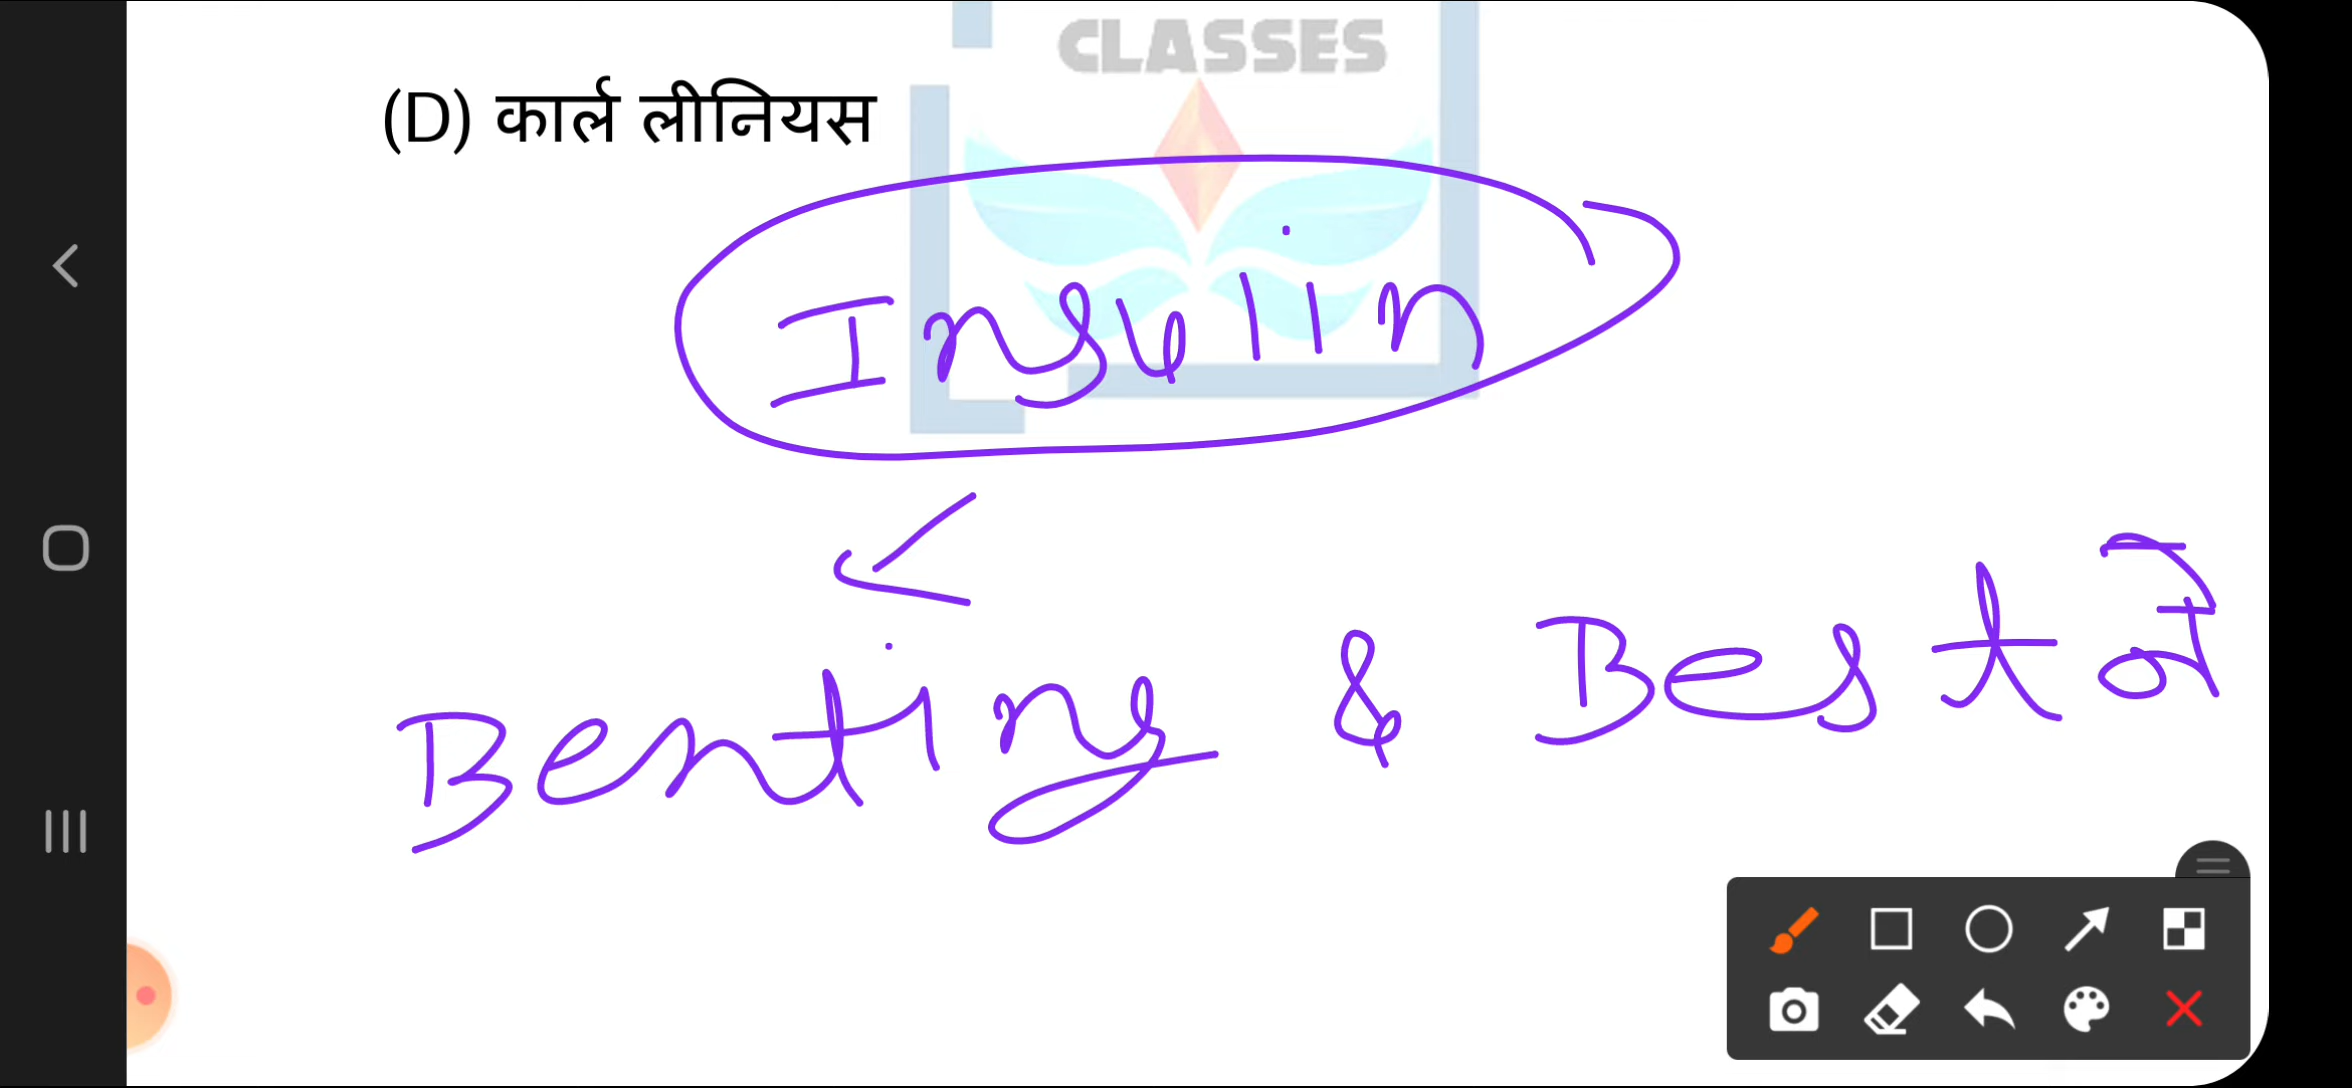 CLASSES
(D) कार्ल लीनियस
Insulin
Benting & Best ने